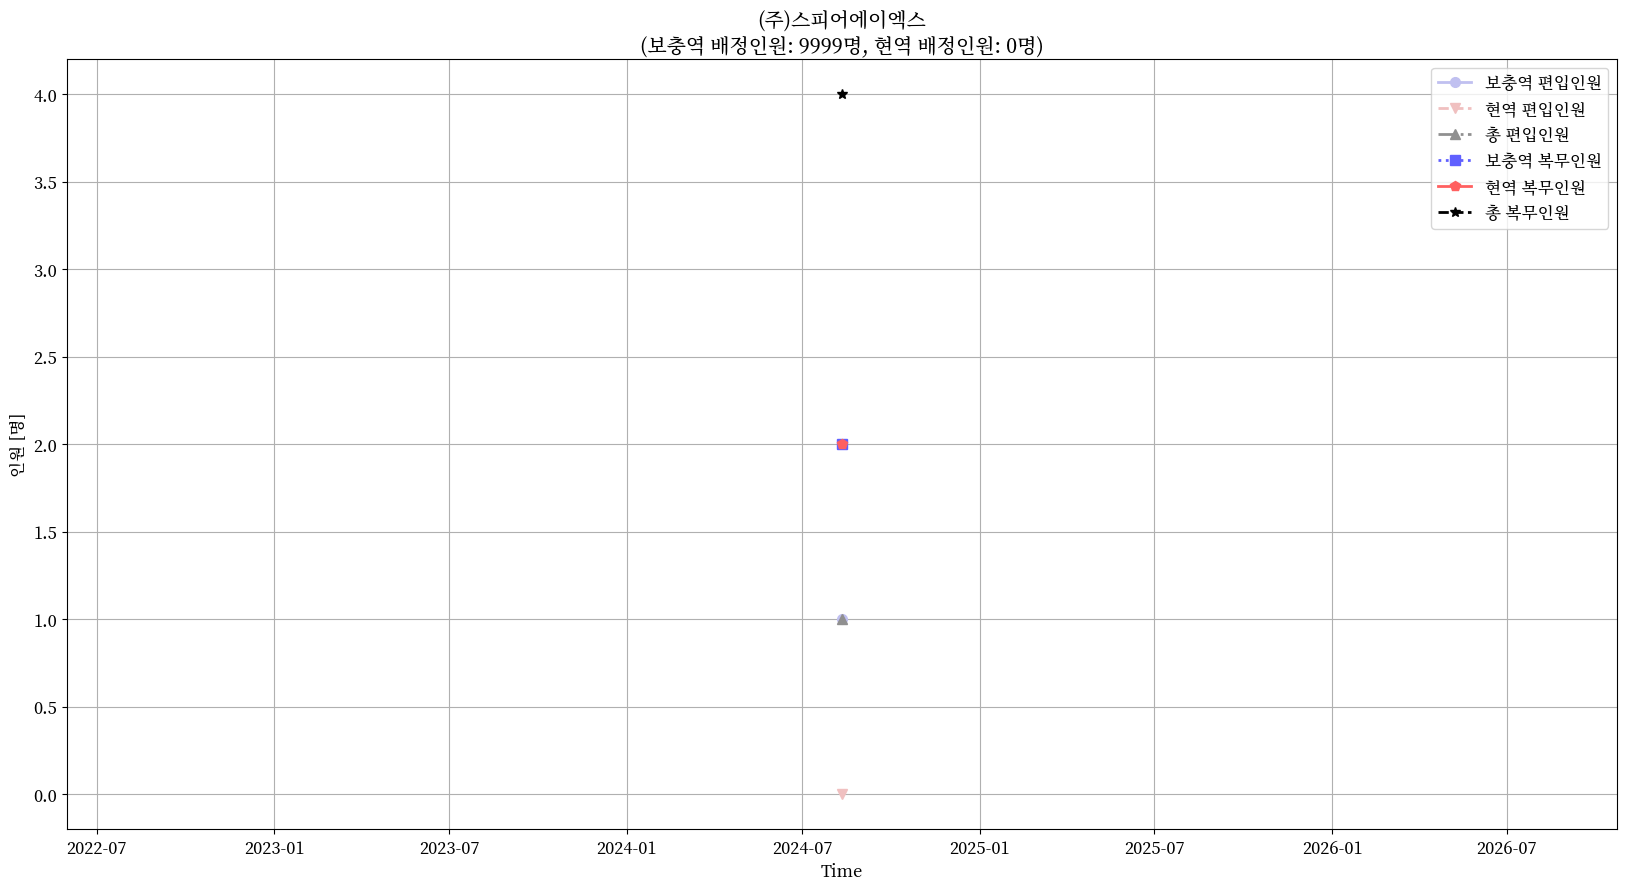 (주)스피어에이엑스
(보충역 배정인원: 9999명, 현역 배정인원: 0명)
보충역 편입인원
현역 편입인원
총 편입인원
보충역 복무인원
현역 복무인원
총 복무인원
4.0
3.5
3.0
2.5
2.0
1.5
1.0
0.5
0.0
인원 [명]
2022-07
2023-01
2023-07
2024-01
2024-07
2025-01
2025-07
2026-01
2026-07
Time